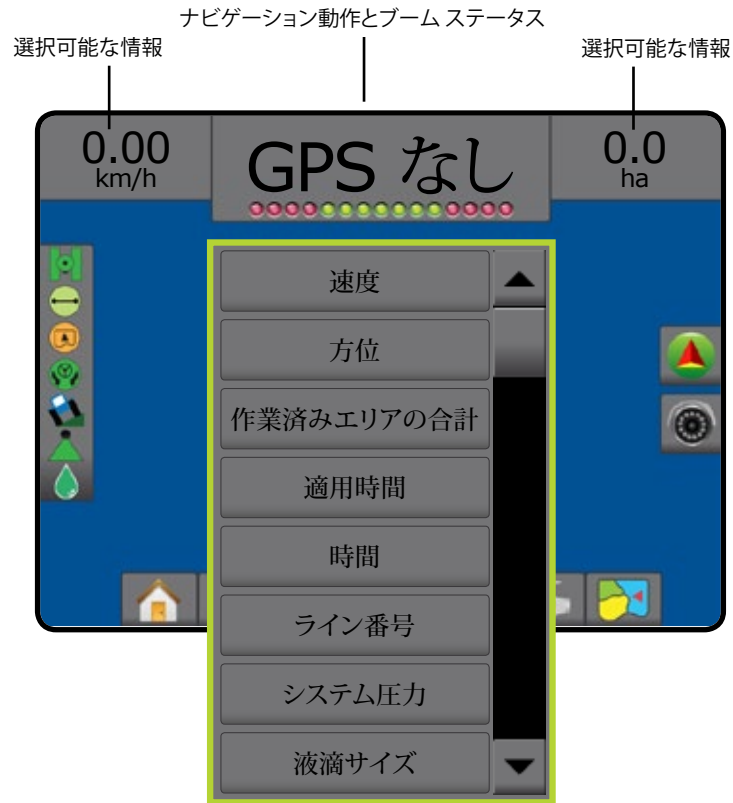 ナビゲーション動作とブーム ステータス
選択可能な情報
選択可能な情報
0.00
km/h
GPS なし
0.0
ha
速度
方位
作業済みエリアの合計
適用時間
時間
ライン番号
システム圧力
液滴サイズ